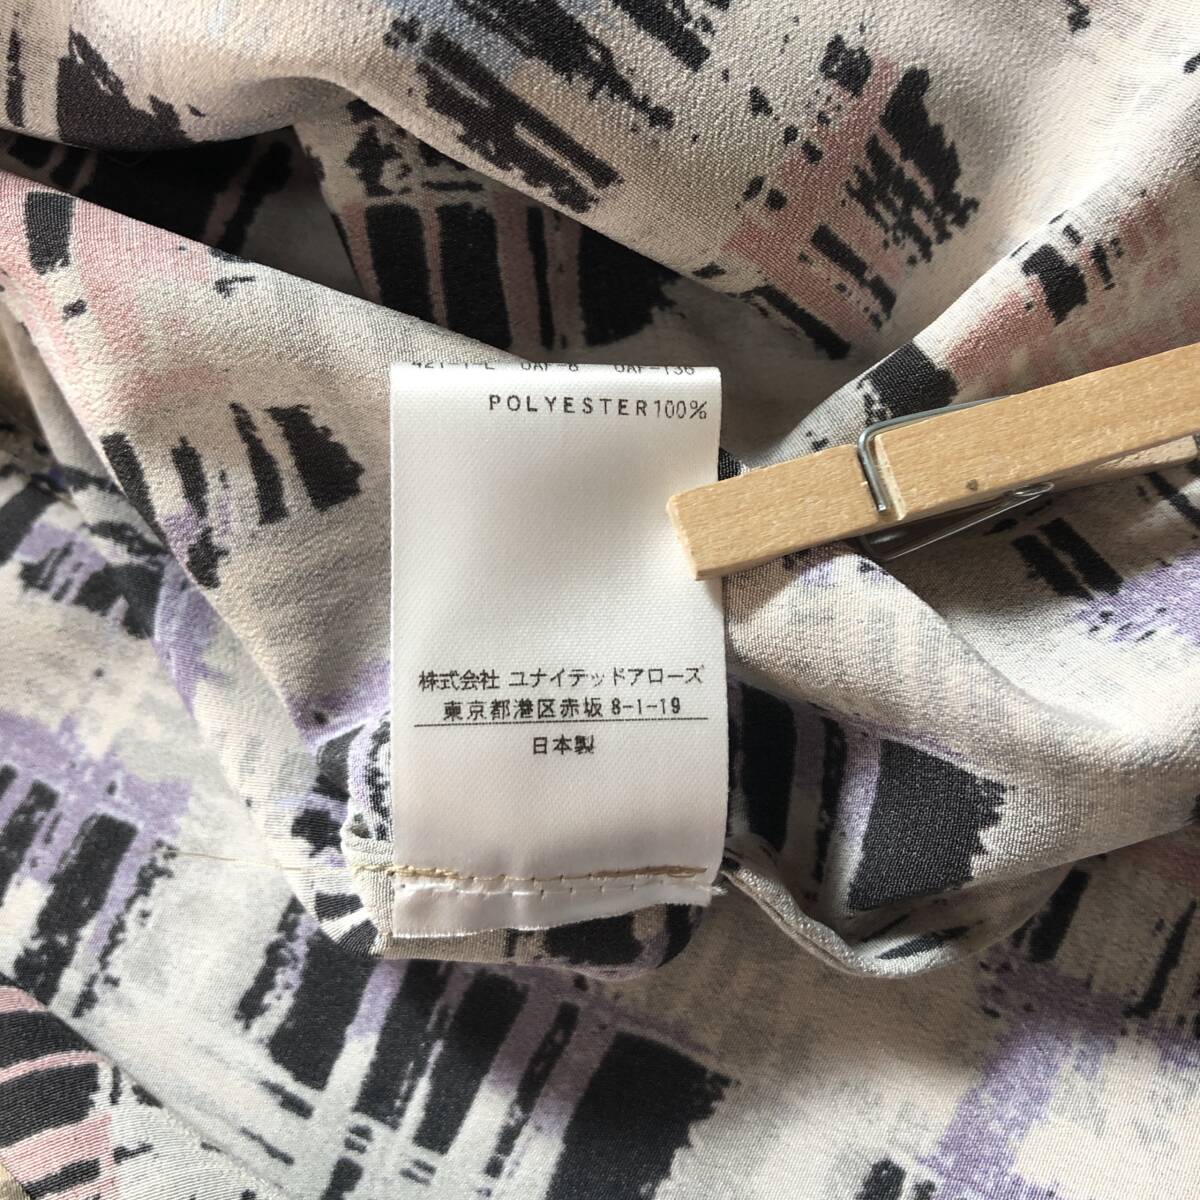 POLYESTER100%
株式会社 ユナイテッドアローズ
東京都港区赤坂 8-1-19
日本製